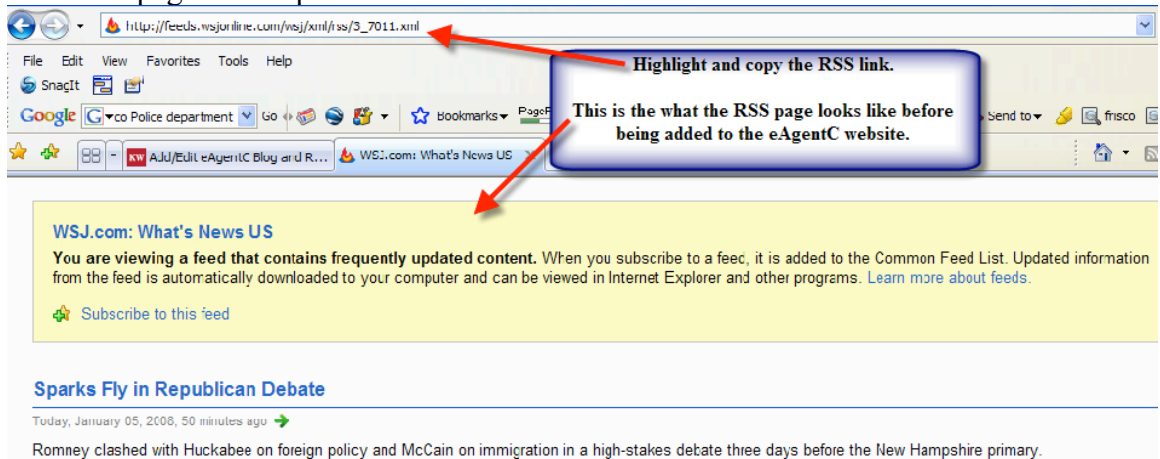 http://feeds.wsjonline.com/wsj/xml/rss/3_7011.xml
File Edit View Favorites Tools Help
SnagIt
Google G co Police department Go Bookmarks Send to frisco
Add/Edit eAgentC Blog and R... WSJ.com: What's News US
Highlight and copy the RSS link.
This is the what the RSS page looks like before
being added to the eAgentC website.
WSJ.com: What's News US
You are viewing a feed that contains frequently updated content. When you subscribe to a feed, it is added to the Common Feed List. Updated information
from the feed is automatically downloaded to your computer and can be viewed in Internet Explorer and other programs. Learn more about feeds.
Subscribe to this feed
Sparks Fly in Republican Debate
Today, January 05, 2008, 50 minutes ago
Romney clashed with Huckabee on foreign policy and McCain on immigration in a high-stakes debate three days before the New Hampshire primary.